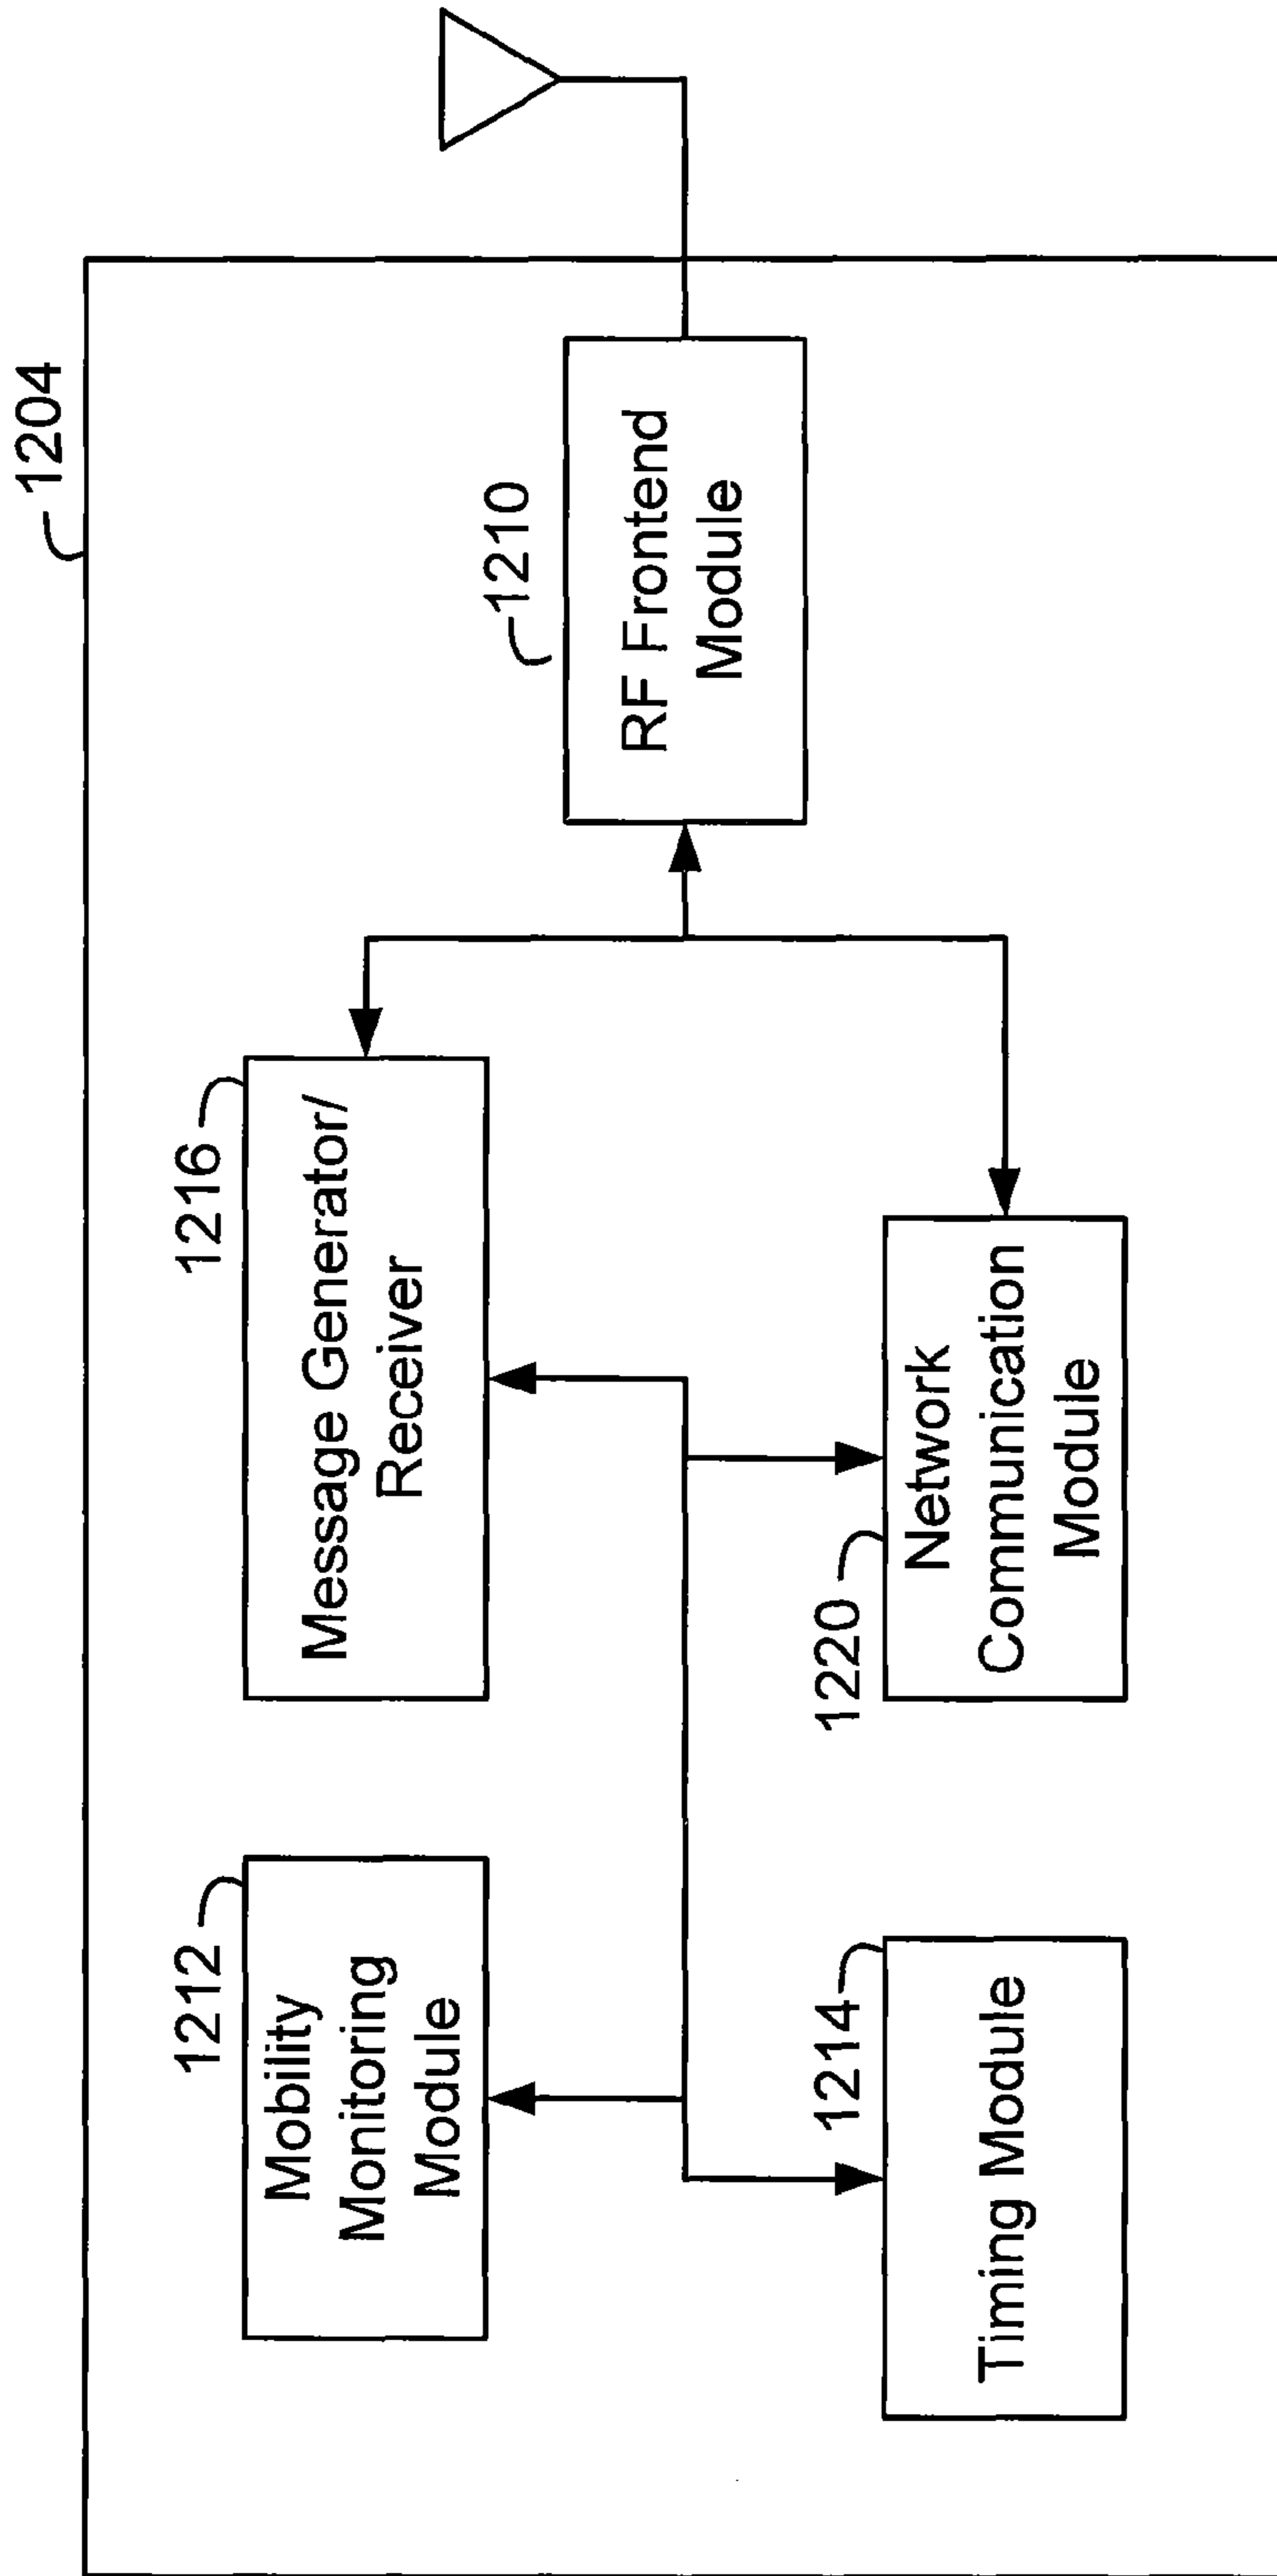 1204
1212
Mobility
Monitoring
Module
1216
Message Generator/
Receiver
1210
RF Frontend
Module
1214
Timing Module
1220
Network
Communication
Module